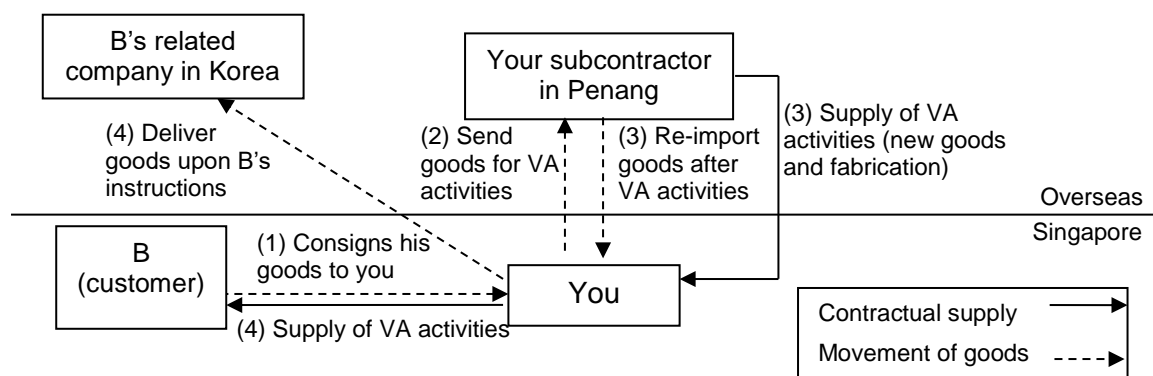 B’s related
company in Korea
Your subcontractor
in Penang
(4) Deliver
goods upon B’s
instructions
(2) Send
goods for VA
activities
(3) Re-import
goods after
VA activities
(3) Supply of VA
activities (new goods
and fabrication)
Overseas
Singapore
B
(customer)
(1) Consigns his
goods to you
You
(4) Supply of VA activities
Contractual supply
Movement of goods